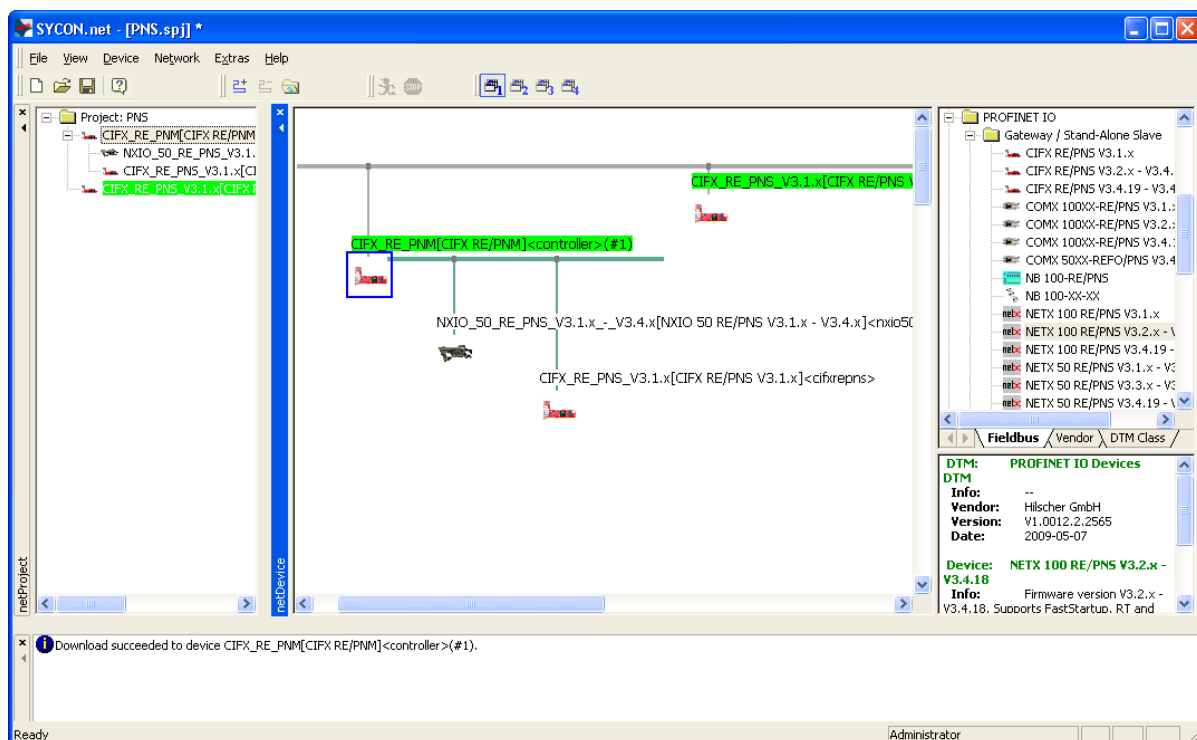 SYCON.net - [PNS.spj] *
File View Device Network Extras Help
Project: PNS
CIFX_RE_PNM[CIFX RE/PNM
NXIO_50_RE_PNS_V3.1.
CIFX_RE_PNS_V3.1.x[CI
CIFX_RE_PNS_V3.1.x[CIFX R
netProject
netDevice
CIFX_RE_PNS_V3.1.x[CIFX RE/PNS V
CIFX_RE_PNM[CIFX RE/PNM]<controller>(#1)
NXIO_50_RE_PNS_V3.1.x_-_V3.4.x[NXIO 50 RE/PNS V3.1.x - V3.4.x]<nxio50
CIFX_RE_PNS_V3.1.x[CIFX RE/PNS V3.1.x]<cifxrepns>
PROFINET IO
Gateway / Stand-Alone Slave
CIFX RE/PNS V3.1.x
CIFX RE/PNS V3.2.x - V3.4.
CIFX RE/PNS V3.4.19 - V3.4
COMX 100XX-RE/PNS V3.1.x
COMX 100XX-RE/PNS V3.2.x
COMX 100XX-RE/PNS V3.4.1
COMX 50XX-REFO/PNS V3.4
NB 100-RE/PNS
NB 100-XX-XX
netX NETX 100 RE/PNS V3.1.x
netX NETX 100 RE/PNS V3.2.x - V
netX NETX 100 RE/PNS V3.4.19 -
netX NETX 50 RE/PNS V3.1.x - V3
netX NETX 50 RE/PNS V3.3.x - V3
netX NETX 50 RE/PNS V3.4.19 - V
Fieldbus Vendor DTM Class
DTM: PROFINET IO Devices
DTM
Info: --
Vendor: Hilscher GmbH
Version: V1.0012.2.2565
Date: 2009-05-07
Device: NETX 100 RE/PNS V3.2.x -
V3.4.18
Info: Firmware version V3.2.x -
V3.4.18. Supports FastStartup, RT and
Download succeeded to device CIFX_RE_PNM[CIFX RE/PNM]<controller>(#1).
Ready
Administrator